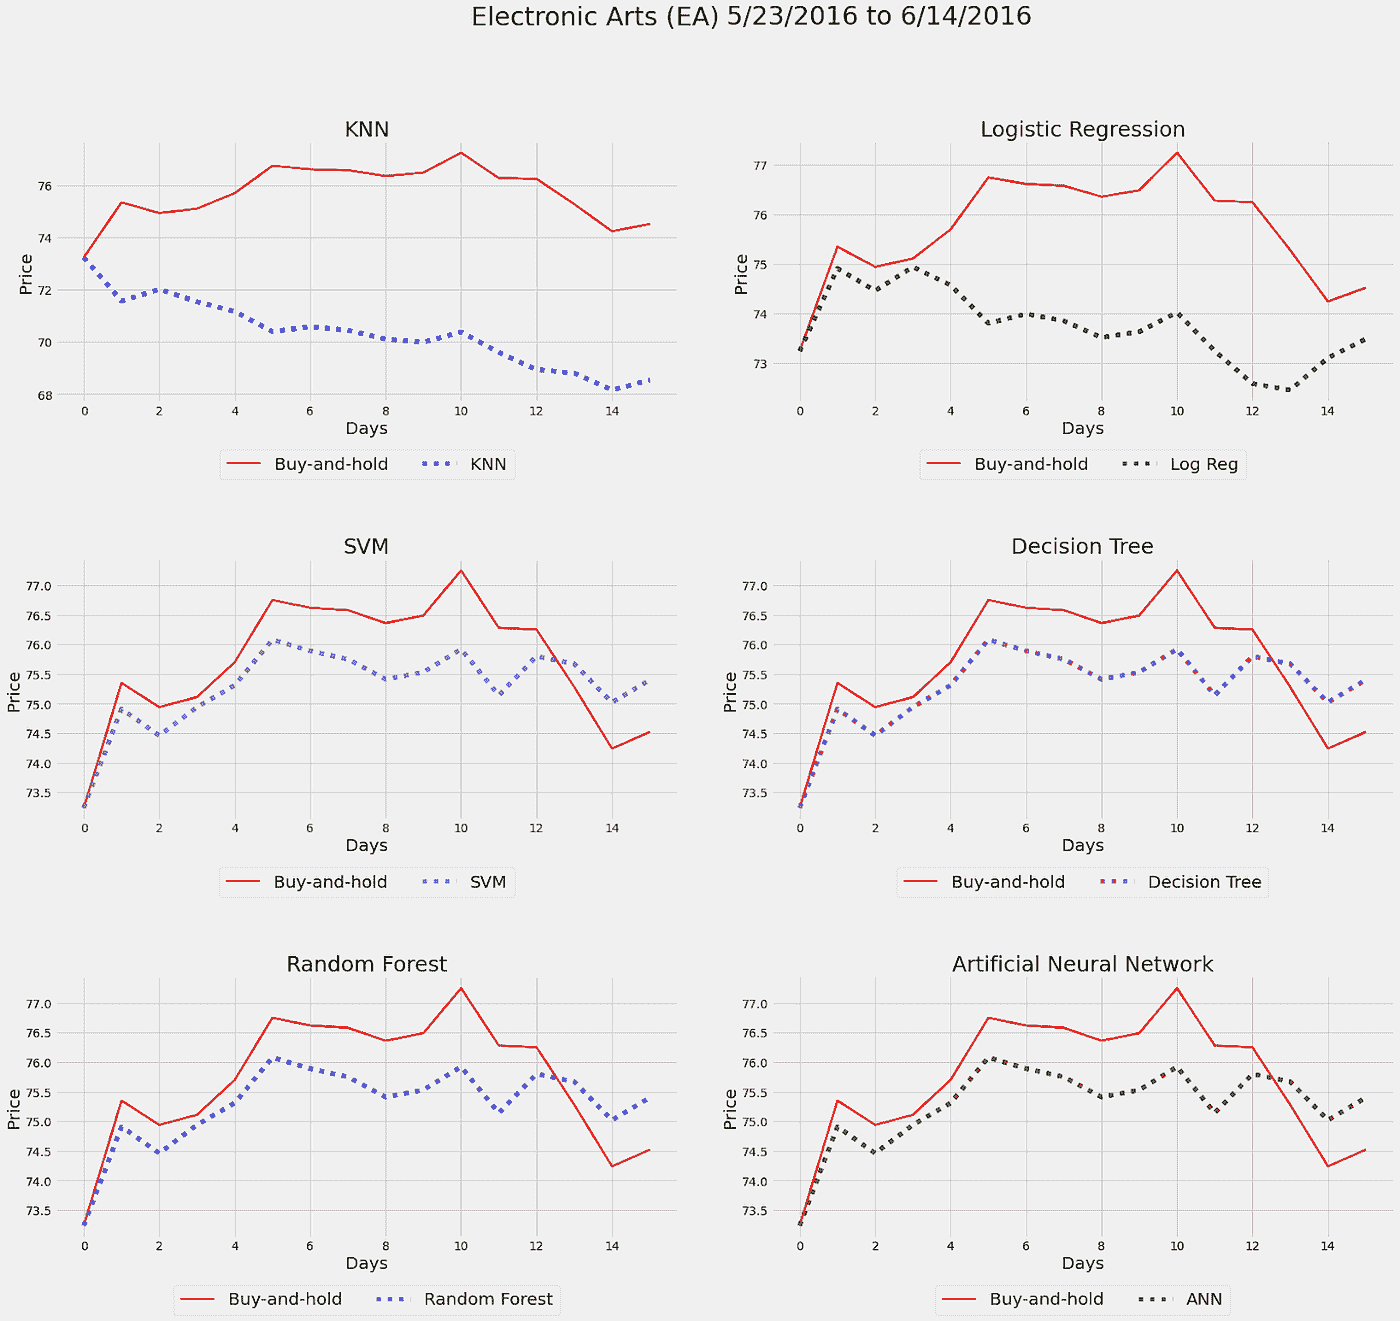 Electronic Arts (EA) 5/23/2016 to 6/14/2016
KNN
76
74
72
70
68
Price
0 2 4 6 8 10 12 14
Days
Buy-and-hold KNN
Logistic Regression
77
76
75
74
73
Price
0 2 4 6 8 10 12 14
Days
Buy-and-hold Log Reg
SVM
77.0
76.5
76.0
75.5
75.0
74.5
74.0
73.5
Price
0 2 4 6 8 10 12 14
Days
Buy-and-hold SVM
Decision Tree
77.0
76.5
76.0
75.5
75.0
74.5
74.0
73.5
Price
0 2 4 6 8 10 12 14
Days
Buy-and-hold Decision Tree
Random Forest
77.0
76.5
76.0
75.5
75.0
74.5
74.0
73.5
Price
0 2 4 6 8 10 12 14
Days
Buy-and-hold Random Forest
Artificial Neural Network
77.0
76.5
76.0
75.5
75.0
74.5
74.0
73.5
Price
0 2 4 6 8 10 12 14
Days
Buy-and-hold ANN